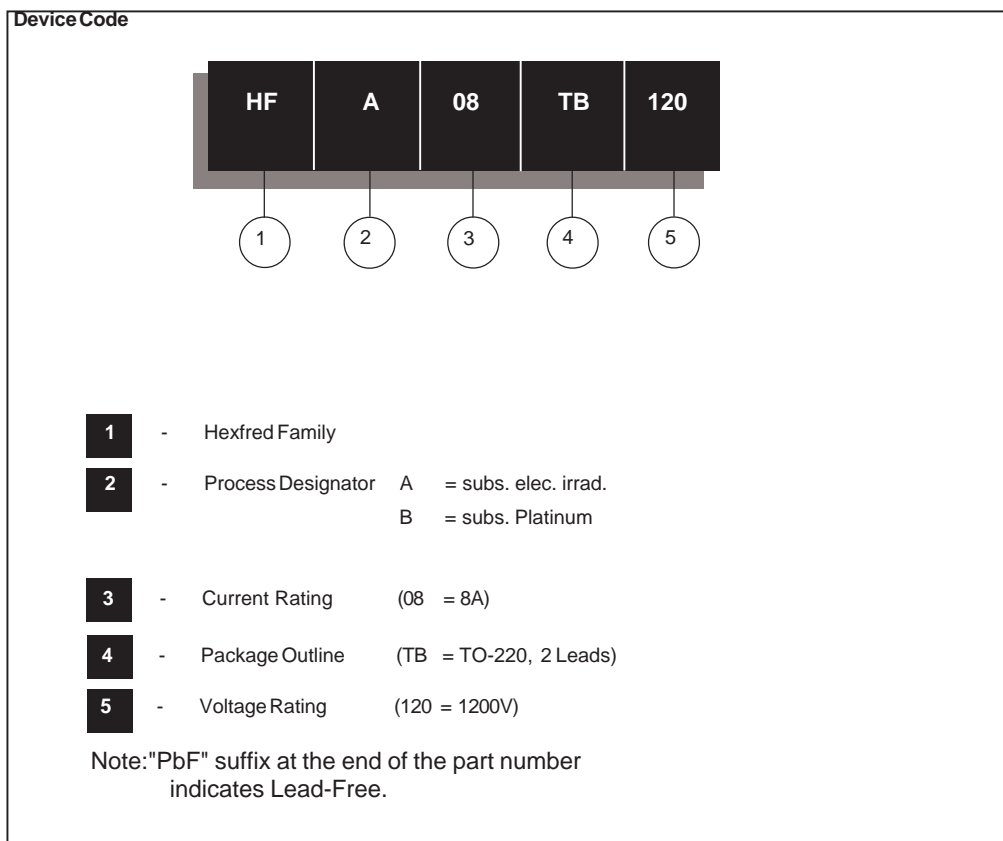 Device Code
HF A 08 TB 120
1 2 3 4 5
1 - Hexfred Family
2 - Process Designator A = subs. elec. irrad.
B = subs. Platinum
3 - Current Rating (08 = 8A)
4 - Package Outline (TB = TO-220, 2 Leads)
5 - Voltage Rating (120 = 1200V)
Note:"PbF" suffix at the end of the part number
indicates Lead-Free.